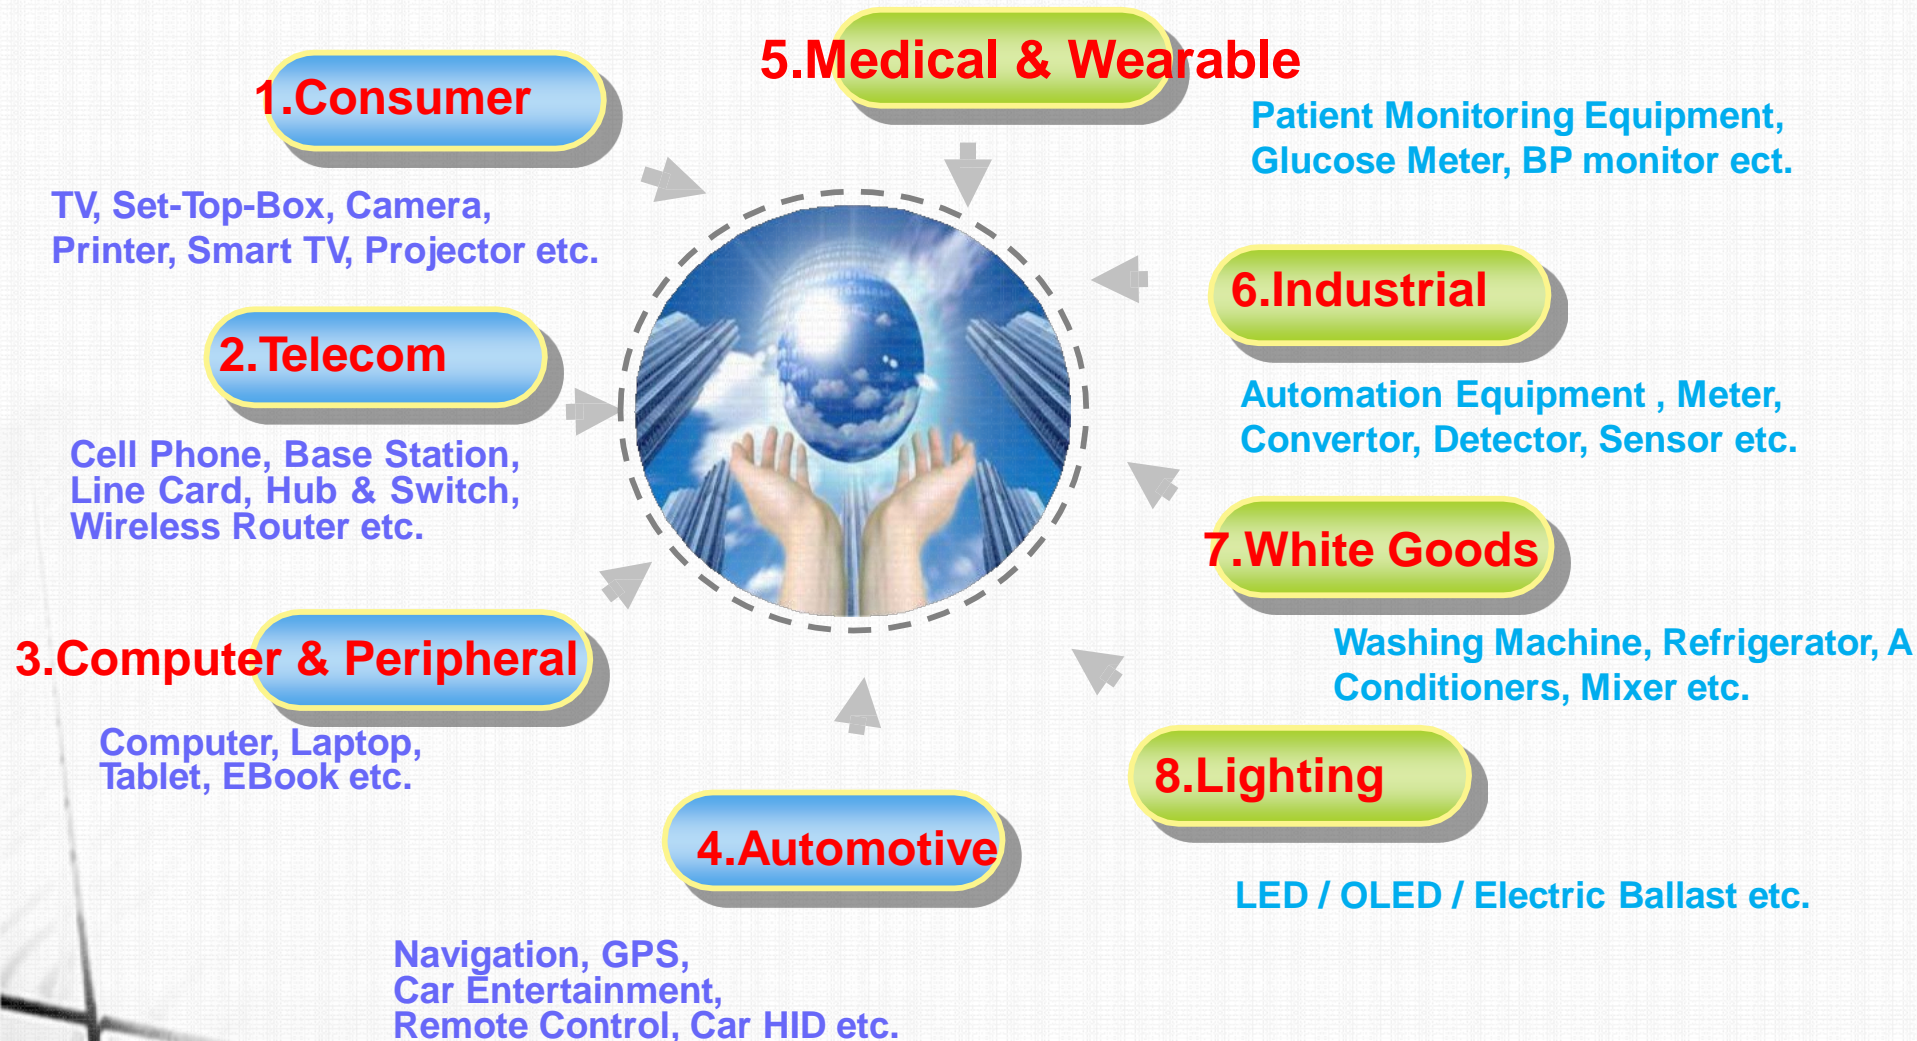 1.Consumer
TV, Set-Top-Box, Camera,
Printer, Smart TV, Projector etc.
2.Telecom
Cell Phone, Base Station,
Line Card, Hub & Switch,
Wireless Router etc.
3.Computer & Peripheral
Computer, Laptop,
Tablet, EBook etc.
4.Automotive
Navigation, GPS,
Car Entertainment,
Remote Control, Car HID etc.
5.Medical & Wearable
Patient Monitoring Equipment,
Glucose Meter, BP monitor ect.
6.Industrial
Automation Equipment , Meter,
Convertor, Detector, Sensor etc.
7.White Goods
Washing Machine, Refrigerator, A
Conditioners, Mixer etc.
8.Lighting
LED / OLED / Electric Ballast etc.